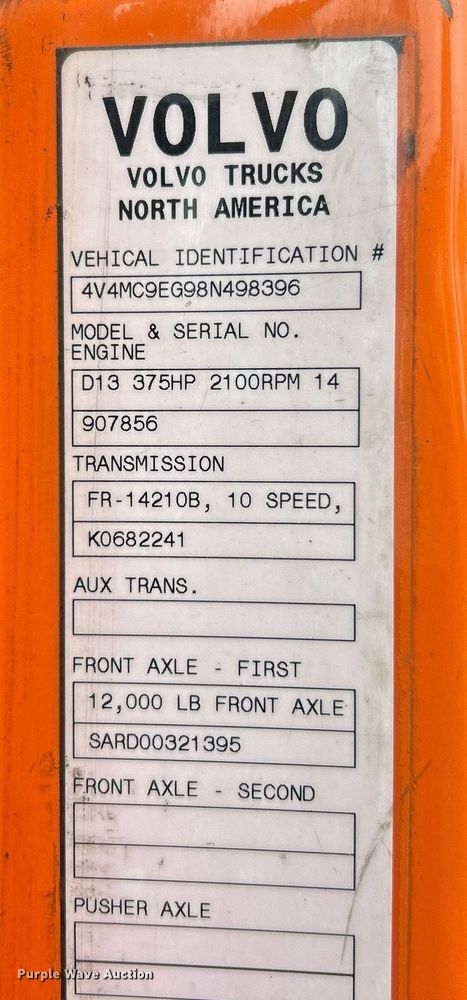 VOLVO
VOLVO TRUCKS
NORTH AMERICA
VEHICAL IDENTIFICATION #
4V4MC9EG98N498396
MODEL & SERIAL NO.
ENGINE
D13 375HP 2100RPM 14
907856
TRANSMISSION
FR-14210B, 10 SPEED,
K0682241
AUX TRANS.
FRONT AXLE - FIRST
12,000 LB FRONT AXLE
SARD00321395
FRONT AXLE - SECOND
PUSHER AXLE
Purple Wave Auction